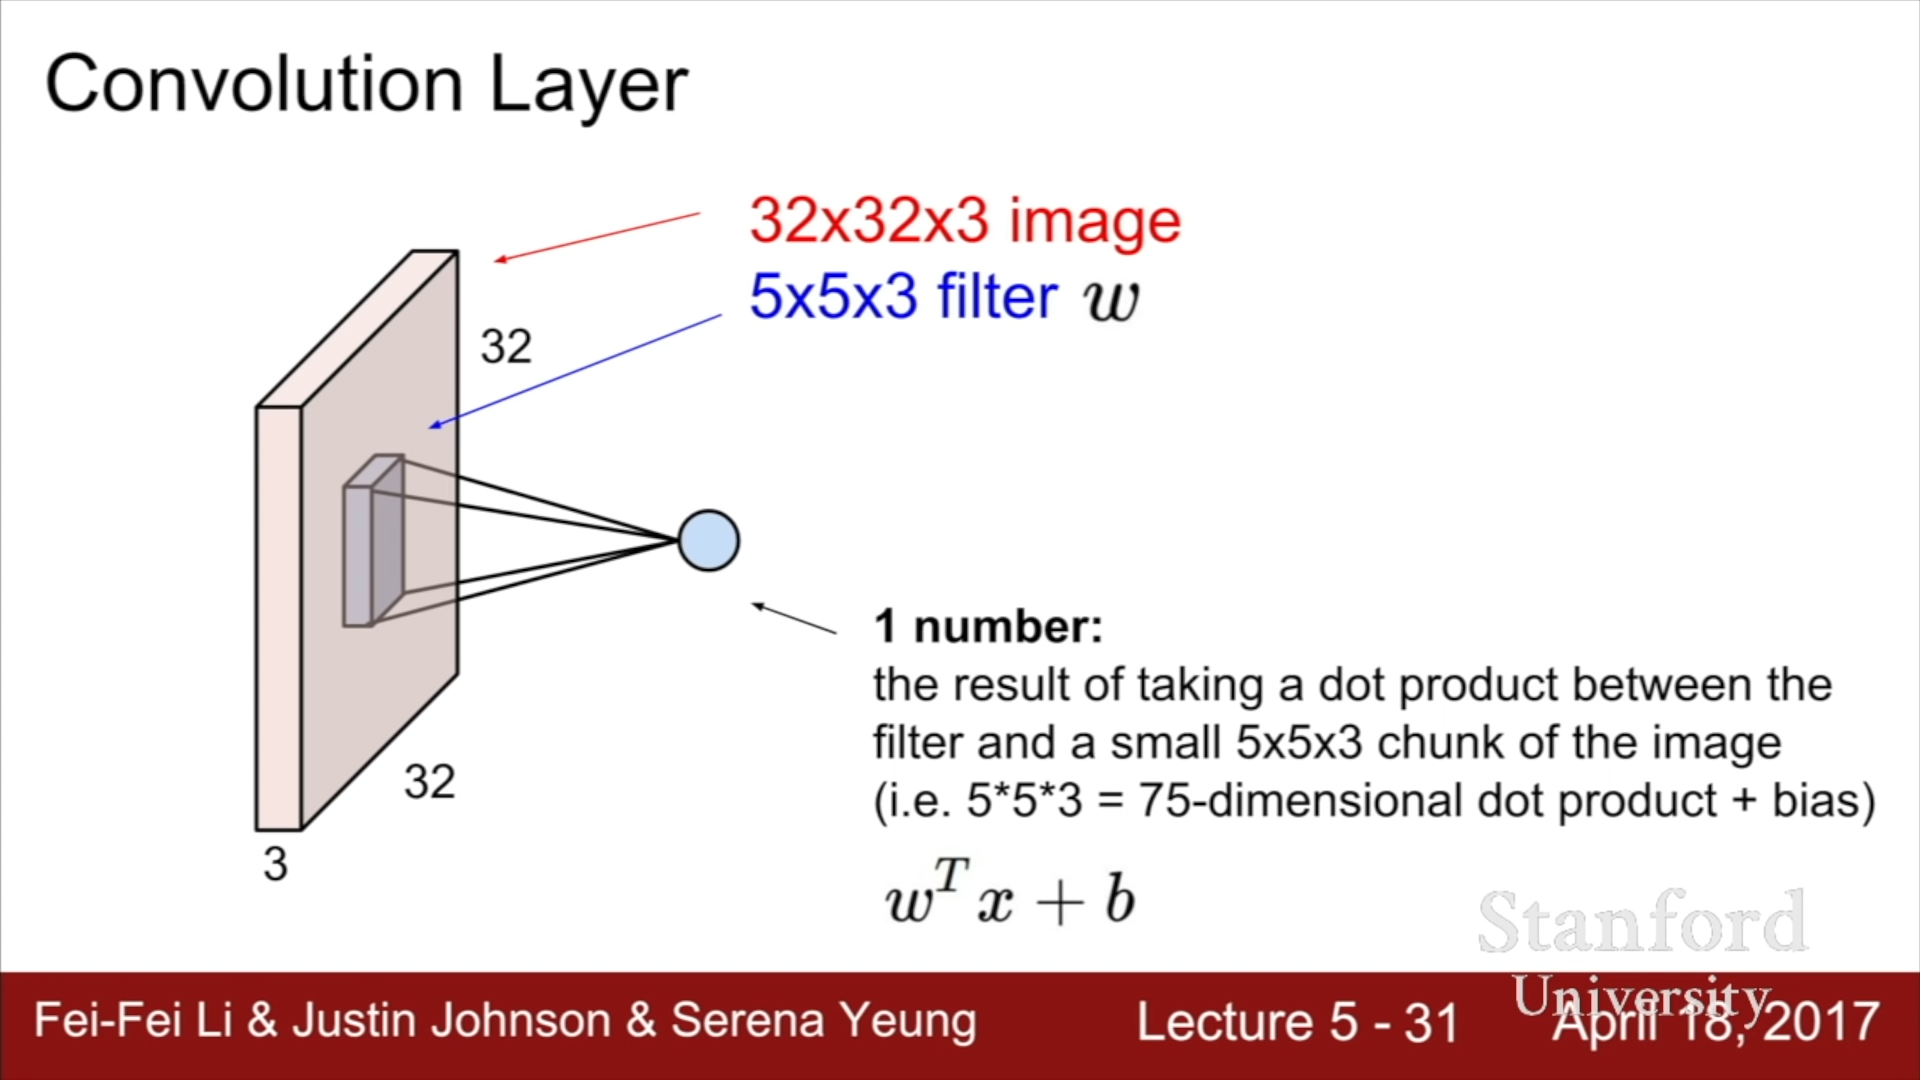 Convolution Layer
32x32x3 image
5x5x3 filter w
32
32
3
1 number:
the result of taking a dot product between the
filter and a small 5x5x3 chunk of the image
(i.e. 5*5*3 = 75-dimensional dot product + bias)
w^T x + b
Stanford
University
Fei-Fei Li & Justin Johnson & Serena Yeung
Lecture 5 - 31
April 18, 2017